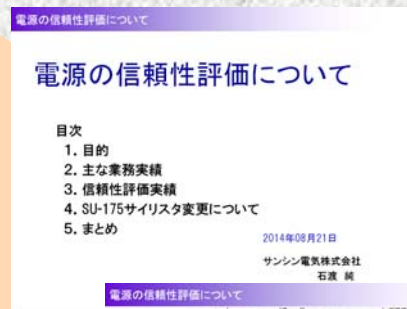 電源の信頼性評価について
電源の信頼性評価について
目次
1. 目的
2. 主な業務実績
3. 信頼性評価実績
4. SU-175サイリスタ変更について
5. まとめ
2014年08月21日
サンシン電気株式会社
石渡 純
電源の信頼性評価について